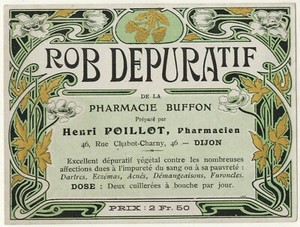 ROB DEPURATIF
DE LA
PHARMACIE BUFFON
Préparé par
Henri POILLOT, Pharmacien
46, Rue Chabot-Charny, 46 — DIJON
Excellent dépuratif végétal contre les nombreuses
affections dues à l'impureté du sang ou à sa pauvreté :
Dartres, Eczémas, Acnés, Démangeaisons, Furoncles.
DOSE : Deux cuillerées à bouche par jour.
PRIX : 2 Fr. 50